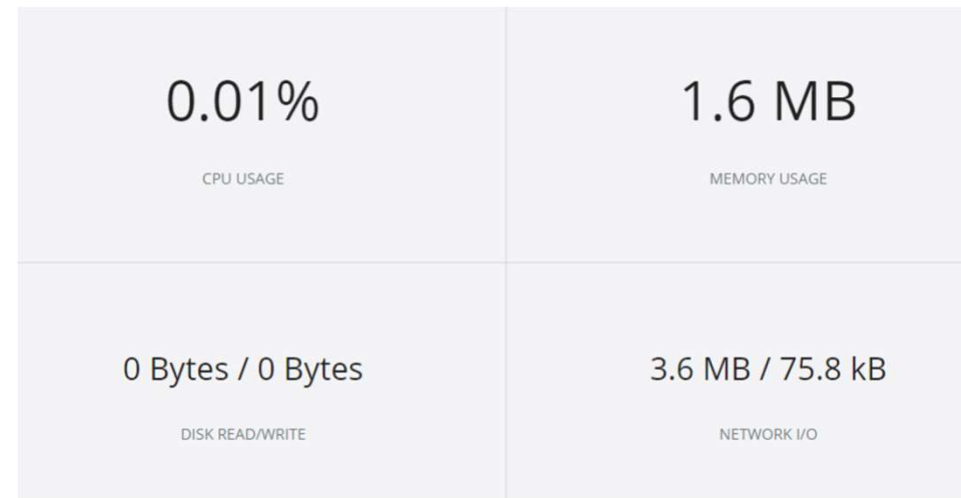 0.01%
CPU USAGE
1.6 MB
MEMORY USAGE
0 Bytes / 0 Bytes
DISK READ/WRITE
3.6 MB / 75.8 kB
NETWORK I/O